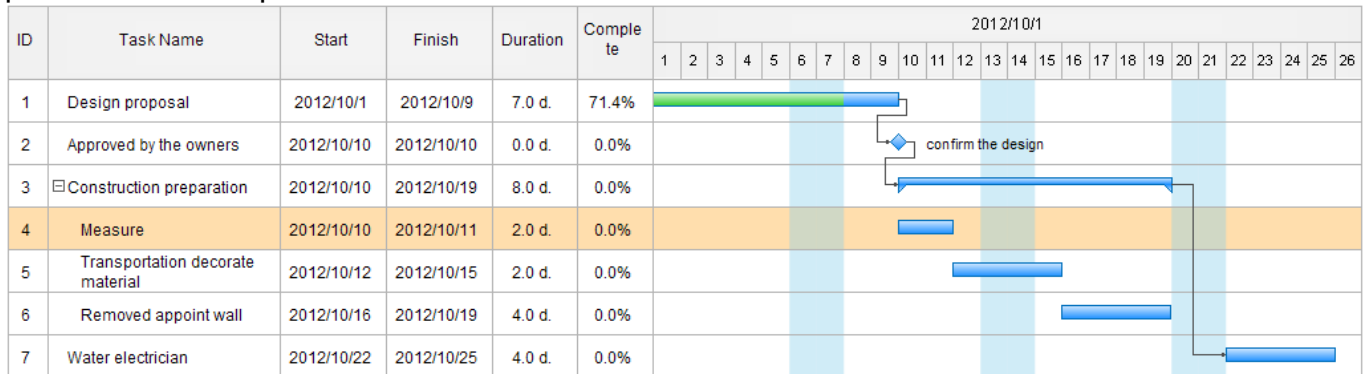 ID Task Name Start Finish Duration Comple
te 2012/10/1
1 2 3 4 5 6 7 8 9 10 11 12 13 14 15 16 17 18 19 20 21 22 23 24 25 26
1 Design proposal 2012/10/1 2012/10/9 7.0 d. 71.4%
2 Approved by the owners 2012/10/10 2012/10/10 0.0 d. 0.0% confirm the design
3 Construction preparation 2012/10/10 2012/10/19 8.0 d. 0.0%
4 Measure 2012/10/10 2012/10/11 2.0 d. 0.0%
5 Transportation decorate
material 2012/10/12 2012/10/15 2.0 d. 0.0%
6 Removed appoint wall 2012/10/16 2012/10/19 4.0 d. 0.0%
7 Water electrician 2012/10/22 2012/10/25 4.0 d. 0.0%